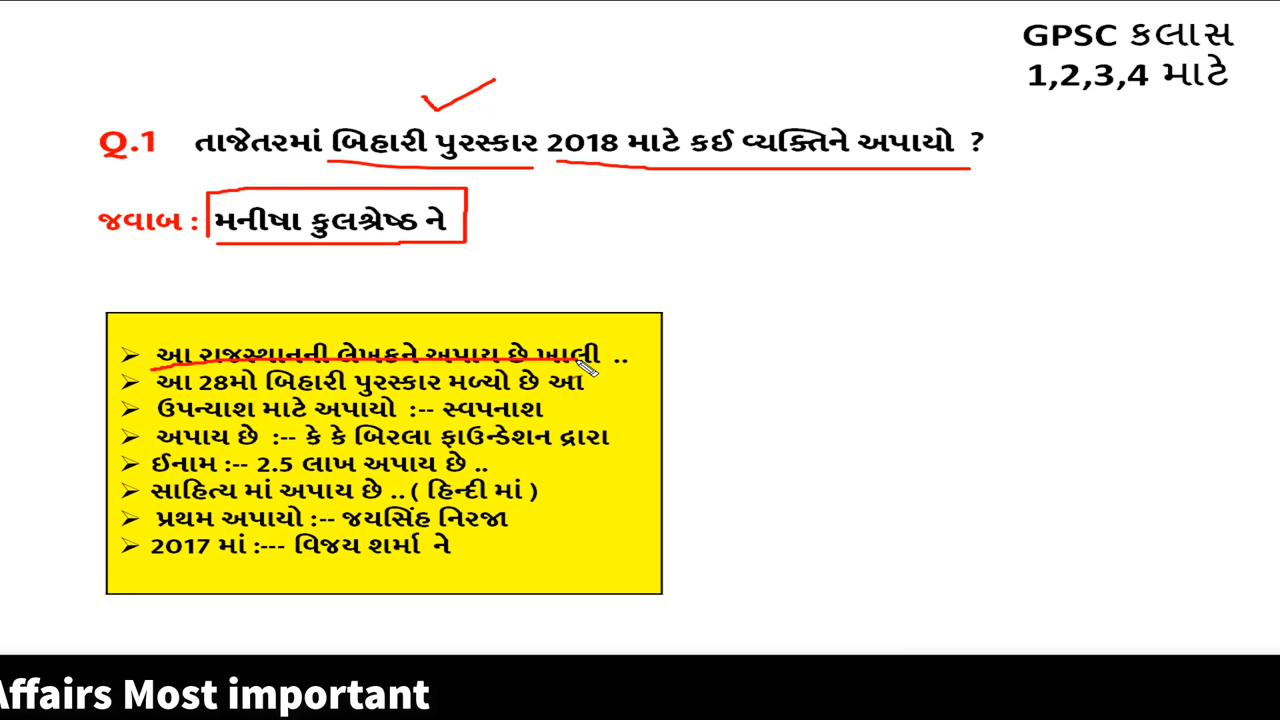 GPSC કલાસ
1,2,3,4 માટે
Q.1 તાજેતરમાં બિહારી પુરસ્કાર 2018 માટે કઈ વ્યક્તિને અપાયો ?
જવાબ : મનીષા કુલશ્રેષ્ઠ ને
➢ આ રાજસ્થાનની લેખકને અપાય છે ખાલી ..
➢ આ 28મો બિહારી પુરસ્કાર મળ્યો છે આ
➢ ઉપન્યાશ માટે અપાયો :-- સ્વપનાશ
➢ અપાય છે :-- કે કે બિરલા ફાઉન્ડેશન દ્રારા
➢ ઈનામ :-- 2.5 લાખ અપાય છે ..
➢ સાહિત્ય માં અપાય છે .. ( હિન્દી માં )
➢ પ્રથમ અપાયો :-- જયસિંહ નિરજા
➢ 2017 માં :--- વિજય શર્મા ને
Affairs Most important